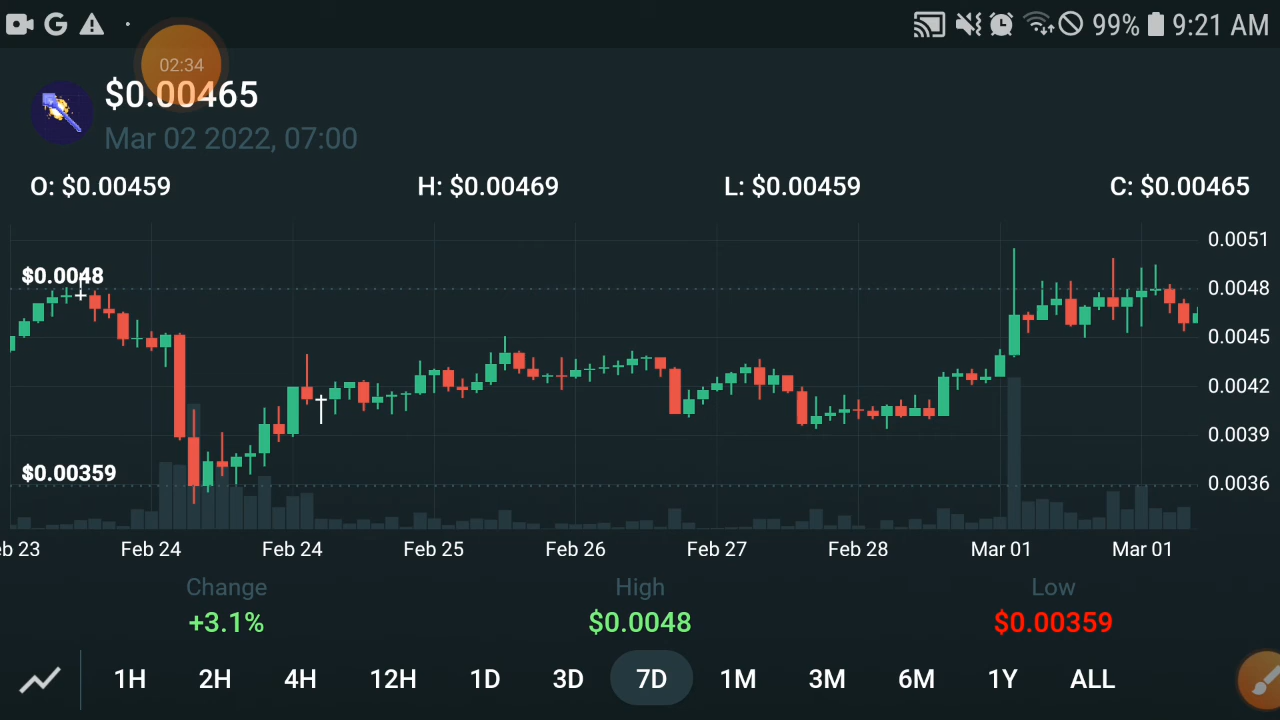 99% 9:21 AM
02:34
$0.00465
Mar 02 2022, 07:00
O: $0.00459 H: $0.00469 L: $0.00459 C: $0.00465
0.0051
$0.0048
0.0048
0.0045
0.0042
0.0039
$0.00359
0.0036
eb 23 Feb 24 Feb 24 Feb 25 Feb 26 Feb 27 Feb 28 Mar 01 Mar 01
Change High Low
+3.1% $0.0048 $0.00359
1H 2H 4H 12H 1D 3D 7D 1M 3M 6M 1Y ALL